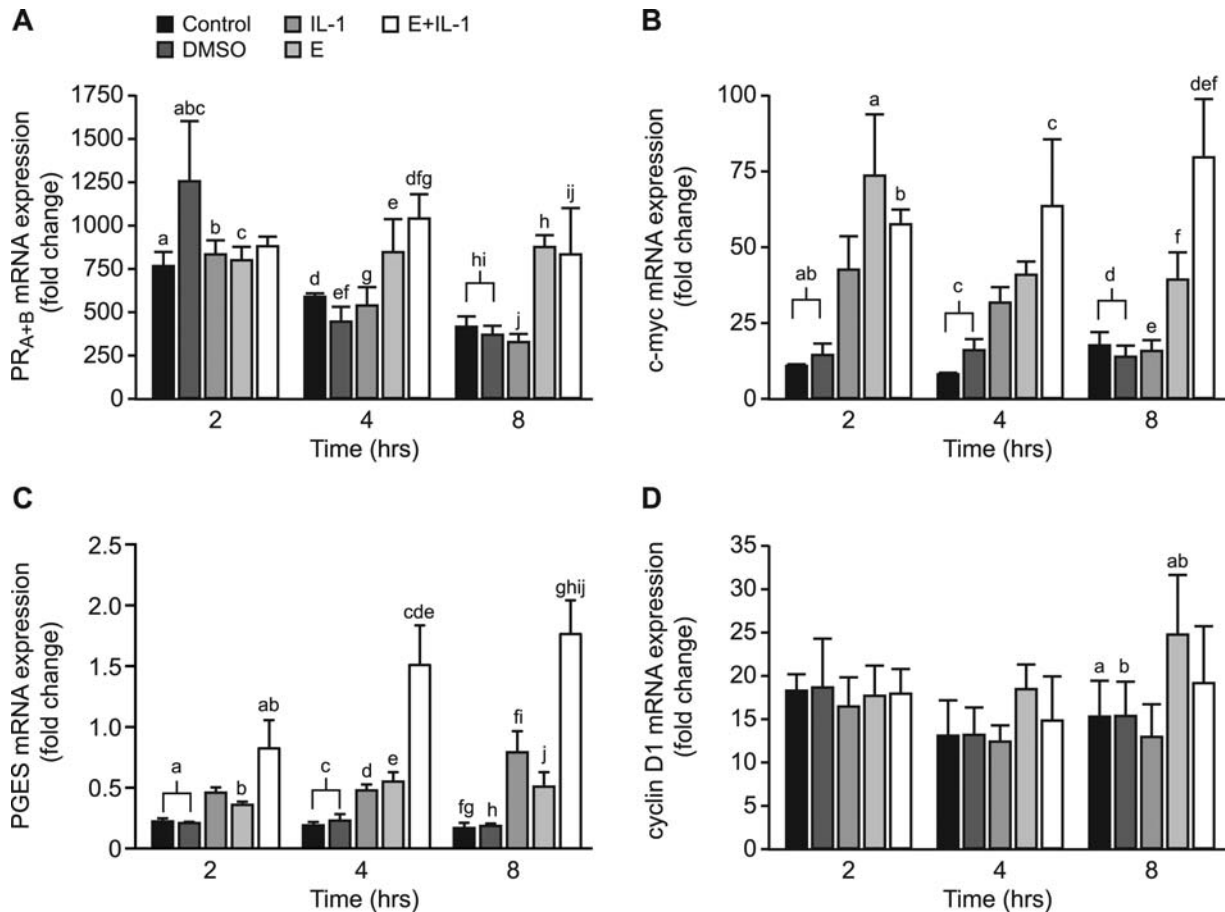 A
Control IL-1 E+IL-1
DMSO E
PRA+B mRNA expression
(fold change)
1750
1500
1250
1000
750
500
250
0
abc
a b c
d ef g e dfg
hi j h ij
2 4 8
Time (hrs)
B
c-myc mRNA expression
(fold change)
100
75
50
25
0
ab a b
c c
d e f def
2 4 8
Time (hrs)
C
PGES mRNA expression
(fold change)
2.5
2.0
1.5
1.0
0.5
0
a b ab
c d e cde
fg h fi j ghij
2 4 8
Time (hrs)
D
cyclin D1 mRNA expression
(fold change)
35
30
25
20
15
10
5
0
a b ab
2 4 8
Time (hrs)